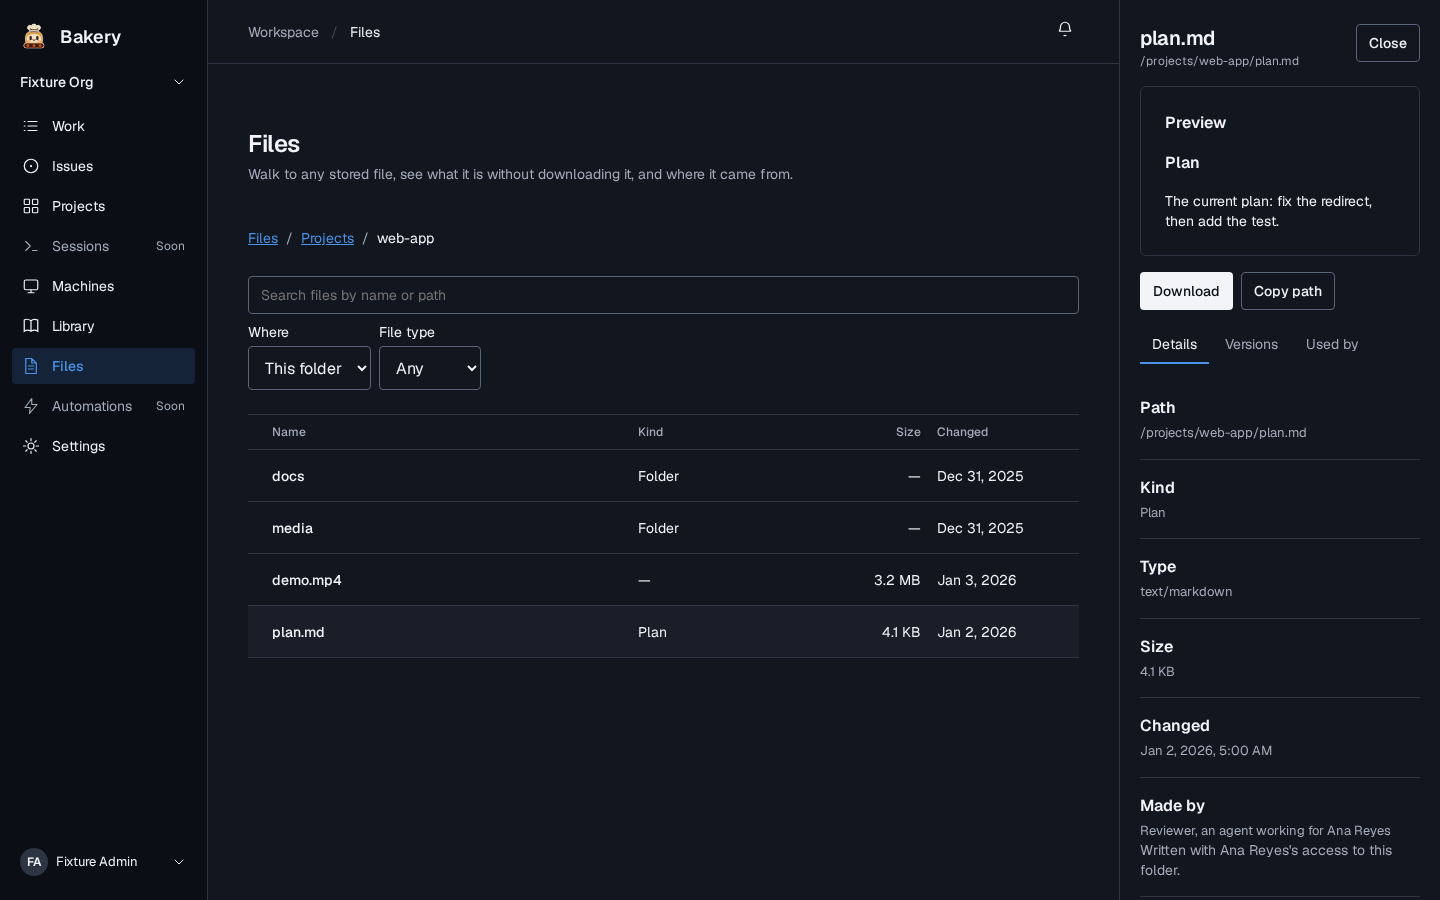 Bakery
Fixture Org
Work
Issues
Projects
Sessions Soon
Machines
Library
Files
Automations Soon
Settings
FA Fixture Admin
Workspace / Files
Files
Walk to any stored file, see what it is without downloading it, and where it came from.
Files / Projects / web-app
Search files by name or path
Where File type
This folder Any
Name Kind Size Changed
docs Folder — Dec 31, 2025
media Folder — Dec 31, 2025
demo.mp4 — 3.2 MB Jan 3, 2026
plan.md Plan 4.1 KB Jan 2, 2026
plan.md
/projects/web-app/plan.md
Close
Preview
Plan
The current plan: fix the redirect,
then add the test.
Download Copy path
Details Versions Used by
Path
/projects/web-app/plan.md
Kind
Plan
Type
text/markdown
Size
4.1 KB
Changed
Jan 2, 2026, 5:00 AM
Made by
Reviewer, an agent working for Ana Reyes
Written with Ana Reyes's access to this
folder.